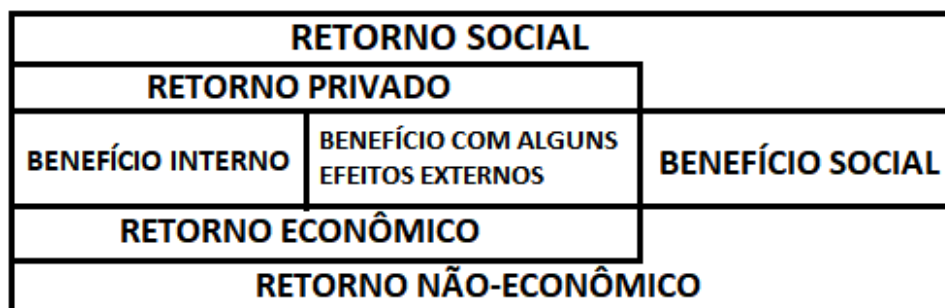 RETORNO SOCIAL
RETORNO PRIVADO
BENEFÍCIO INTERNO
BENEFÍCIO COM ALGUNS
EFEITOS EXTERNOS
BENEFÍCIO SOCIAL
RETORNO ECONÔMICO
RETORNO NÃO-ECONÔMICO